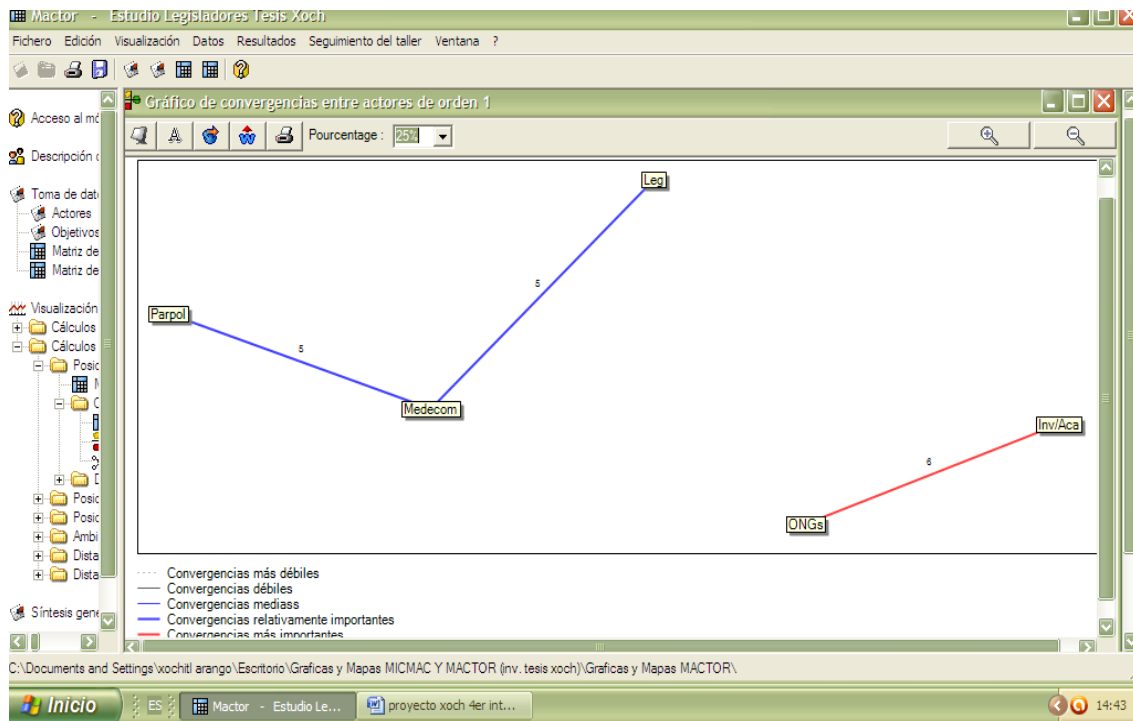 Mactor - Estudio Legisladores Tesis Xoch
Fichero Edición Visualización Datos Resultados Seguimiento del taller Ventana ?
Gráfico de convergencias entre actores de orden 1
Pourcentage : 25%
Acceso al mó
Descripción
Toma de dato
Actores
Objetivos
Matriz de
Matriz de
Visualización
Cálculos
Cálculos
Posic
Posic
Posic
Ambi
Dista
Dista
Síntesis gene
Leg
5
Parpol
5
Medecom
Inv/Aca
6
ONGs
Convergencias más débiles
Convergencias débiles
Convergencias mediass
Convergencias relativamente importantes
Convergencias más importantes
C:\Documents and Settings\xochitl arango\Escritorio\Graficas y Mapas MICMAC Y MACTOR (inv. tesis xoch)\Graficas y Mapas MACTOR\
Inicio ES Mactor - Estudio Le... proyecto xoch 4er int... 14:43